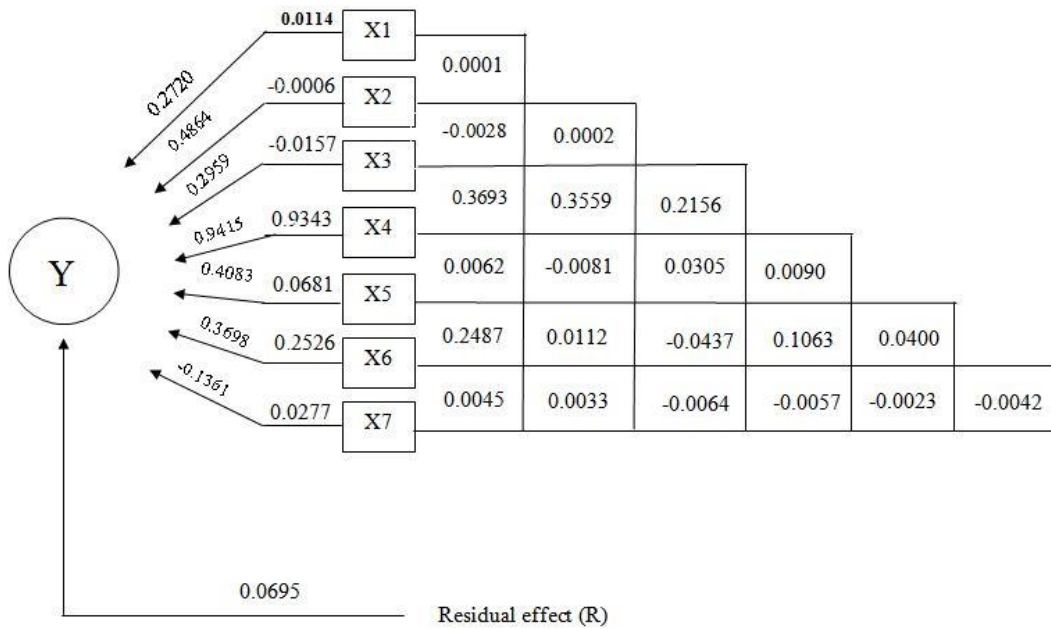 0.0114 X1
0.2720 0.0001
-0.0006 X2
0.4864 -0.0028 0.0002
-0.0157 X3
0.2959 0.3693 0.3559 0.2156
0.9343 X4
0.9415 0.0062 -0.0081 0.0305 0.0090
Y
0.4083 0.0681 X5
0.2487 0.0112 -0.0437 0.1063 0.0400
0.3698 0.2526 X6
-0.1361 0.0045 0.0033 -0.0064 -0.0057 -0.0023 -0.0042
0.0277 X7
0.0695
Residual effect (R)